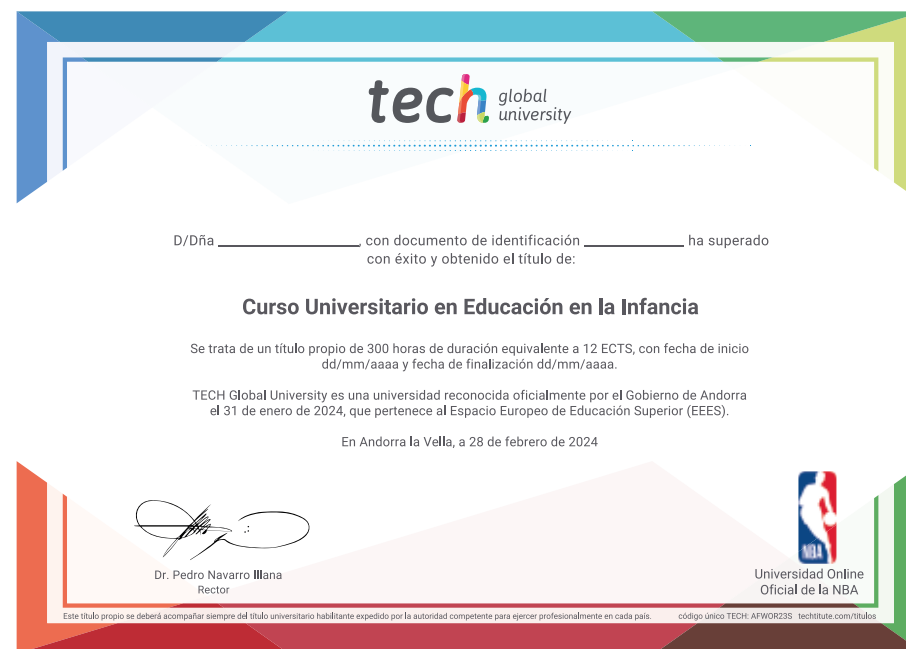 tech global university
D/Dña ____________________, con documento de identificación ______________ ha superado
con éxito y obtenido el título de:
Curso Universitario en Educación en la Infancia
Se trata de un título propio de 300 horas de duración equivalente a 12 ECTS, con fecha de inicio
dd/mm/aaaa y fecha de finalización dd/mm/aaaa.
TECH Global University es una universidad reconocida oficialmente por el Gobierno de Andorra
el 31 de enero de 2024, que pertenece al Espacio Europeo de Educación Superior (EEES).
En Andorra la Vella, a 28 de febrero de 2024
Dr. Pedro Navarro Illana
Rector
NBA
Universidad Online
Oficial de la NBA
Este título propio se deberá acompañar siempre del título universitario habilitante expedido por la autoridad competente para ejercer profesionalmente en cada país.
código único TECH: AFWOR23S techtitute.com/titulos